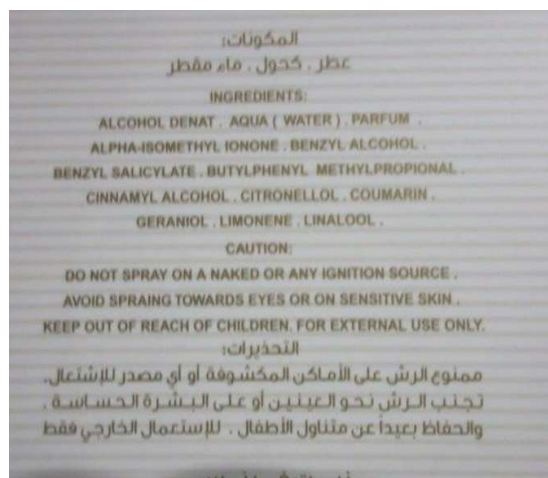 المكونات:
عطر . كحول . ماء مقطر
INGREDIENTS:
ALCOHOL DENAT . AQUA ( WATER ) . PARFUM .
ALPHA-ISOMETHYL IONONE . BENZYL ALCOHOL .
BENZYL SALICYLATE . BUTYLPHENYL METHYLPROPIONAL .
CINNAMYL ALCOHOL . CITRONELLOL . COUMARIN .
GERANIOL . LIMONENE . LINALOOL .
CAUTION:
DO NOT SPRAY ON A NAKED OR ANY IGNITION SOURCE .
AVOID SPRAING TOWARDS EYES OR ON SENSITIVE SKIN .
KEEP OUT OF REACH OF CHILDREN. FOR EXTERNAL USE ONLY.
التحذيرات:
ممنوع الرش على الأماكن المكشوفة أو أي مصدر للإشتعال.
تجنب الرش نحو العينين أو على البشرة الحساسة .
والحفاظ بعيداً عن متناول الأطفال . للإستعمال الخارجي فقط